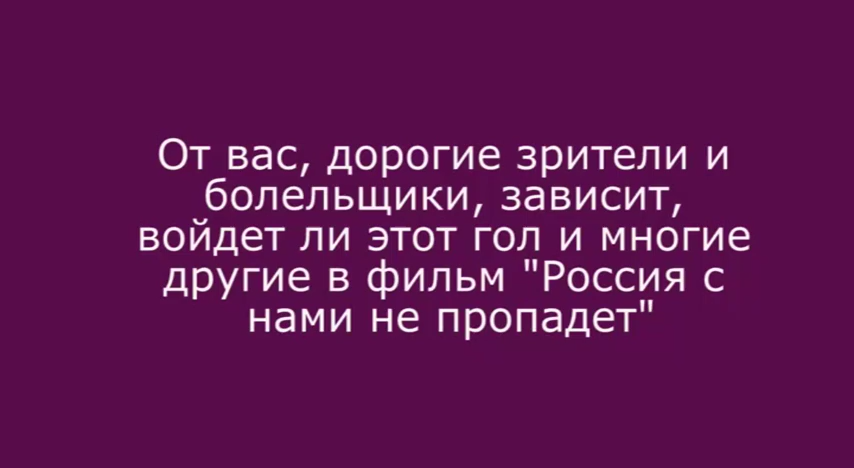 От вас, дорогие зрители и
болельщики, зависит,
войдет ли этот гол и многие
другие в фильм "Россия с
нами не пропадет"